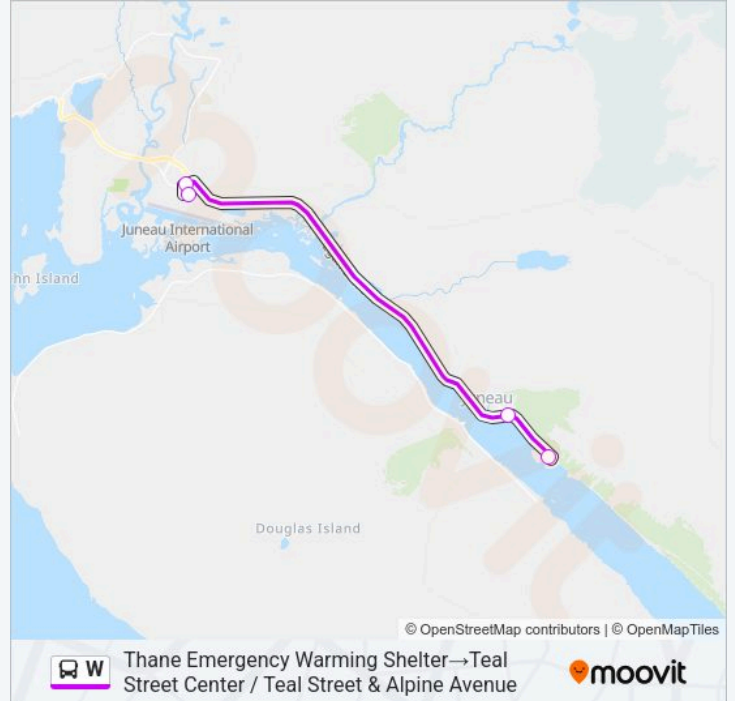 Juneau International
Airport
hn Island
neau
Douglas Island
© OpenStreetMap contributors | © OpenMapTiles
W
Thane Emergency Warming Shelter→Teal
Street Center / Teal Street & Alpine Avenue
moovit